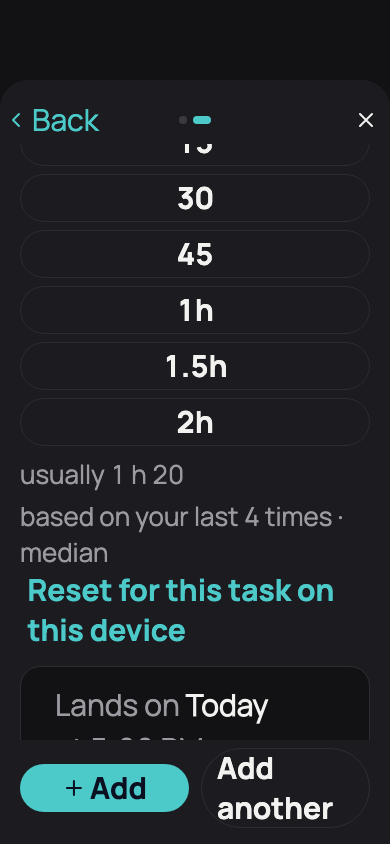 Back
15
30
45
1h
1.5h
2h
usually 1 h 20
based on your last 4 times ·
median
Reset for this task on
this device
Lands on Today
+ Add
Add
another